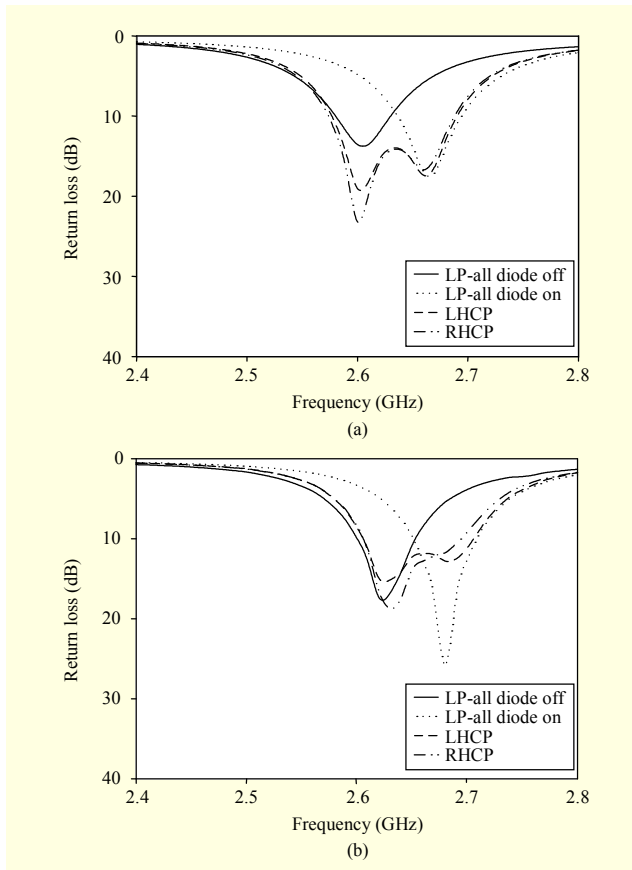 0
10
20
30
40
Return loss (dB)
2.4 2.5 2.6 2.7 2.8
Frequency (GHz)
LP-all diode off
LP-all diode on
LHCP
RHCP
(a)
0
10
20
30
40
Return loss (dB)
2.4 2.5 2.6 2.7 2.8
Frequency (GHz)
LP-all diode off
LP-all diode on
LHCP
RHCP
(b)